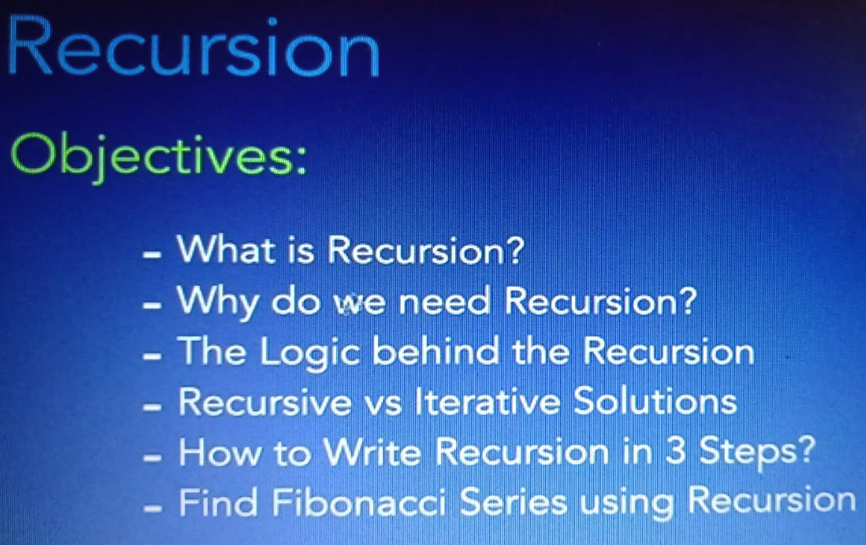 Recursion
Objectives:
- What is Recursion?
- Why do we need Recursion?
- The Logic behind the Recursion
- Recursive vs Iterative Solutions
- How to Write Recursion in 3 Steps?
- Find Fibonacci Series using Recursion